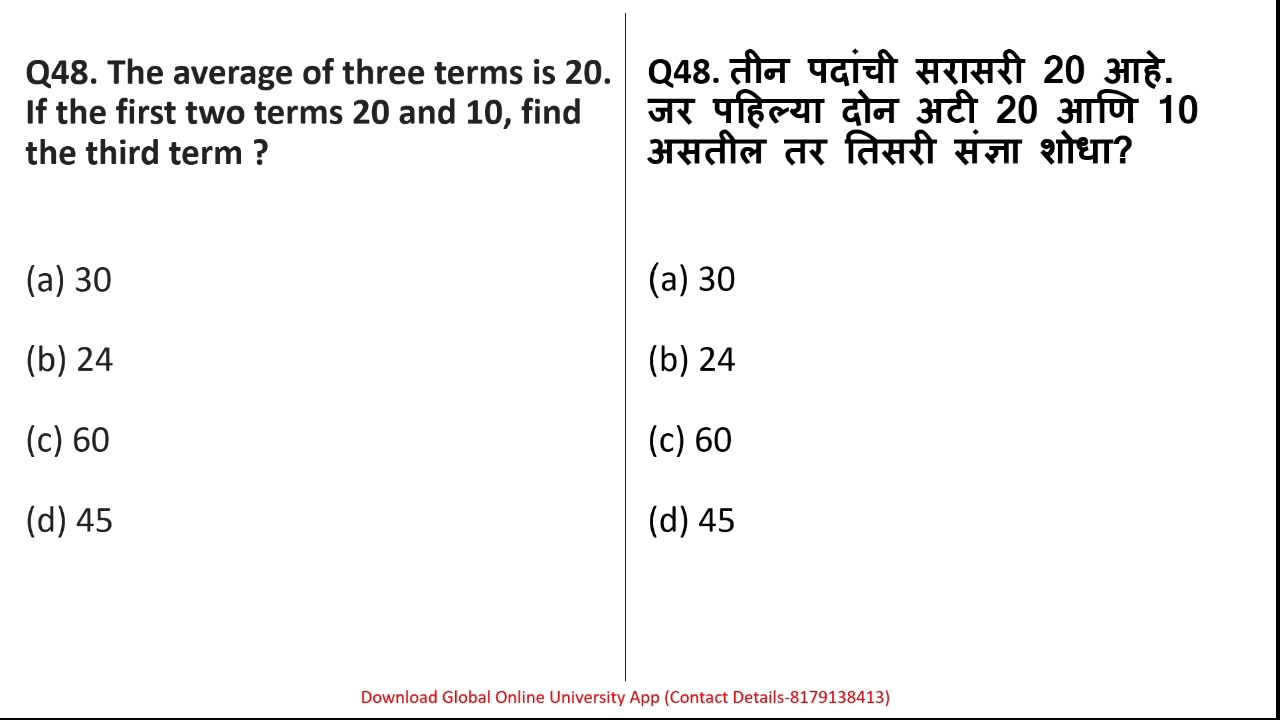 Q48. The average of three terms is 20.
If the first two terms 20 and 10, find
the third term ?
(a) 30
(b) 24
(c) 60
(d) 45
Q48. तीन पदांची सरासरी 20 आहे.
जर पहिल्या दोन अटी 20 आणि 10
असतील तर तिसरी संज्ञा शोधा?
(a) 30
(b) 24
(c) 60
(d) 45
Download Global Online University App (Contact Details-8179138413)